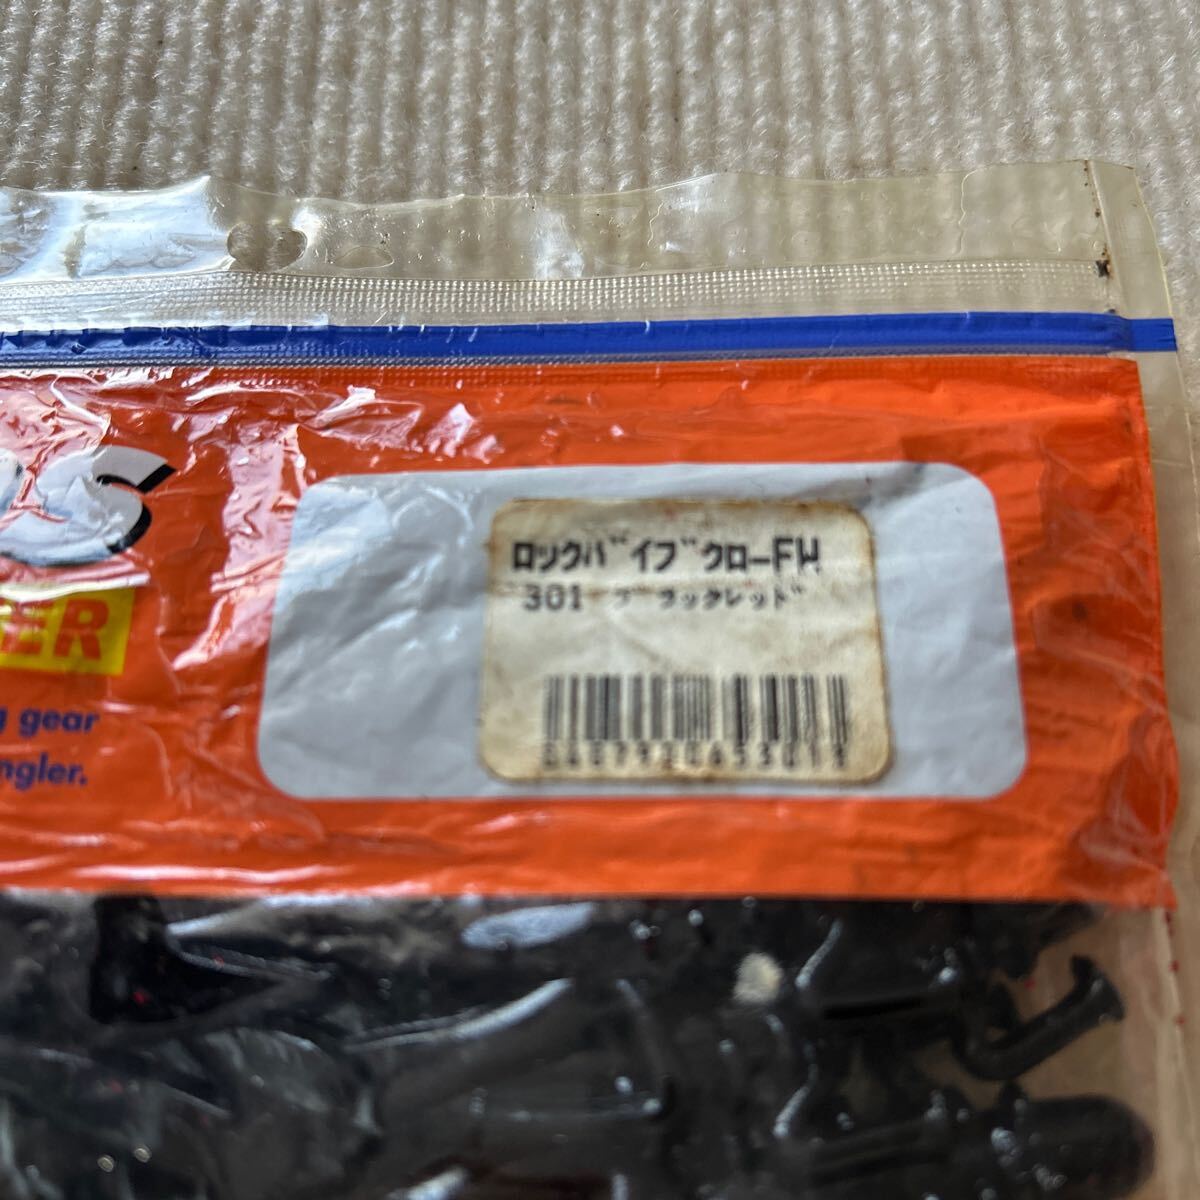 ER
gear
ngler.
ロックバイブクローFW
301 ブラックレッド